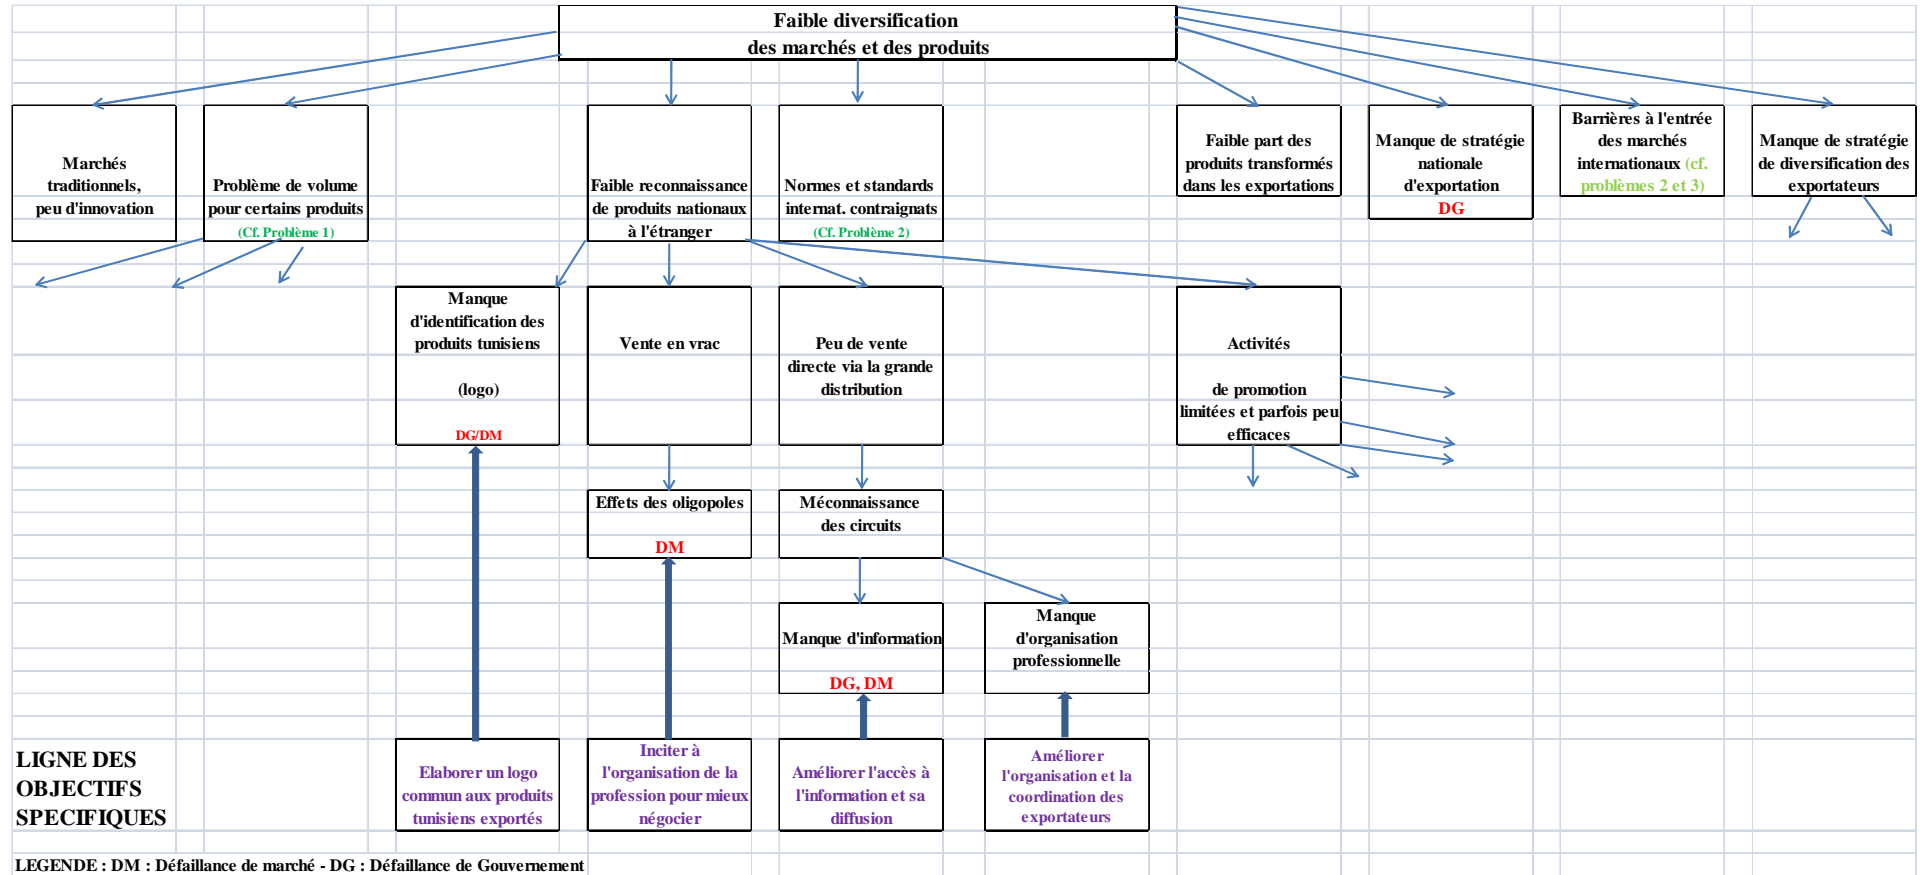 Faible diversification
des marchés et des produits
Marchés
traditionnels,
peu d'innovation
Problème de volume
pour certains produits
(Cf. Problème 1)
Faible reconnaissance
de produits nationaux
à l'étranger
Normes et standards
internat. contraignats
(Cf. Problème 2)
Faible part des
produits transformés
dans les exportations
Manque de stratégie
nationale
d'exportation
DG
Barrières à l'entrée
des marchés
internationaux (cf.
problèmes 2 et 3)
Manque de stratégie
de diversification des
exportateurs
Manque
d'identification des
produits tunisiens
(logo)
DG/DM
Vente en vrac
Peu de vente
directe via la grande
distribution
Activités
de promotion
limitées et parfois peu
efficaces
Effets des oligopoles
DM
Méconnaissance
des circuits
Manque d'information
DG, DM
Manque
d'organisation
professionnelle
LIGNE DES
OBJECTIFS
SPECIFIQUES
Elaborer un logo
commun aux produits
tunisiens exportés
Inciter à
l'organisation de la
profession pour mieux
négocier
Améliorer l'accès à
l'information et sa
diffusion
Améliorer
l'organisation et la
coordination des
exportateurs
LEGENDE : DM : Défaillance de marché - DG : Défaillance de Gouvernement